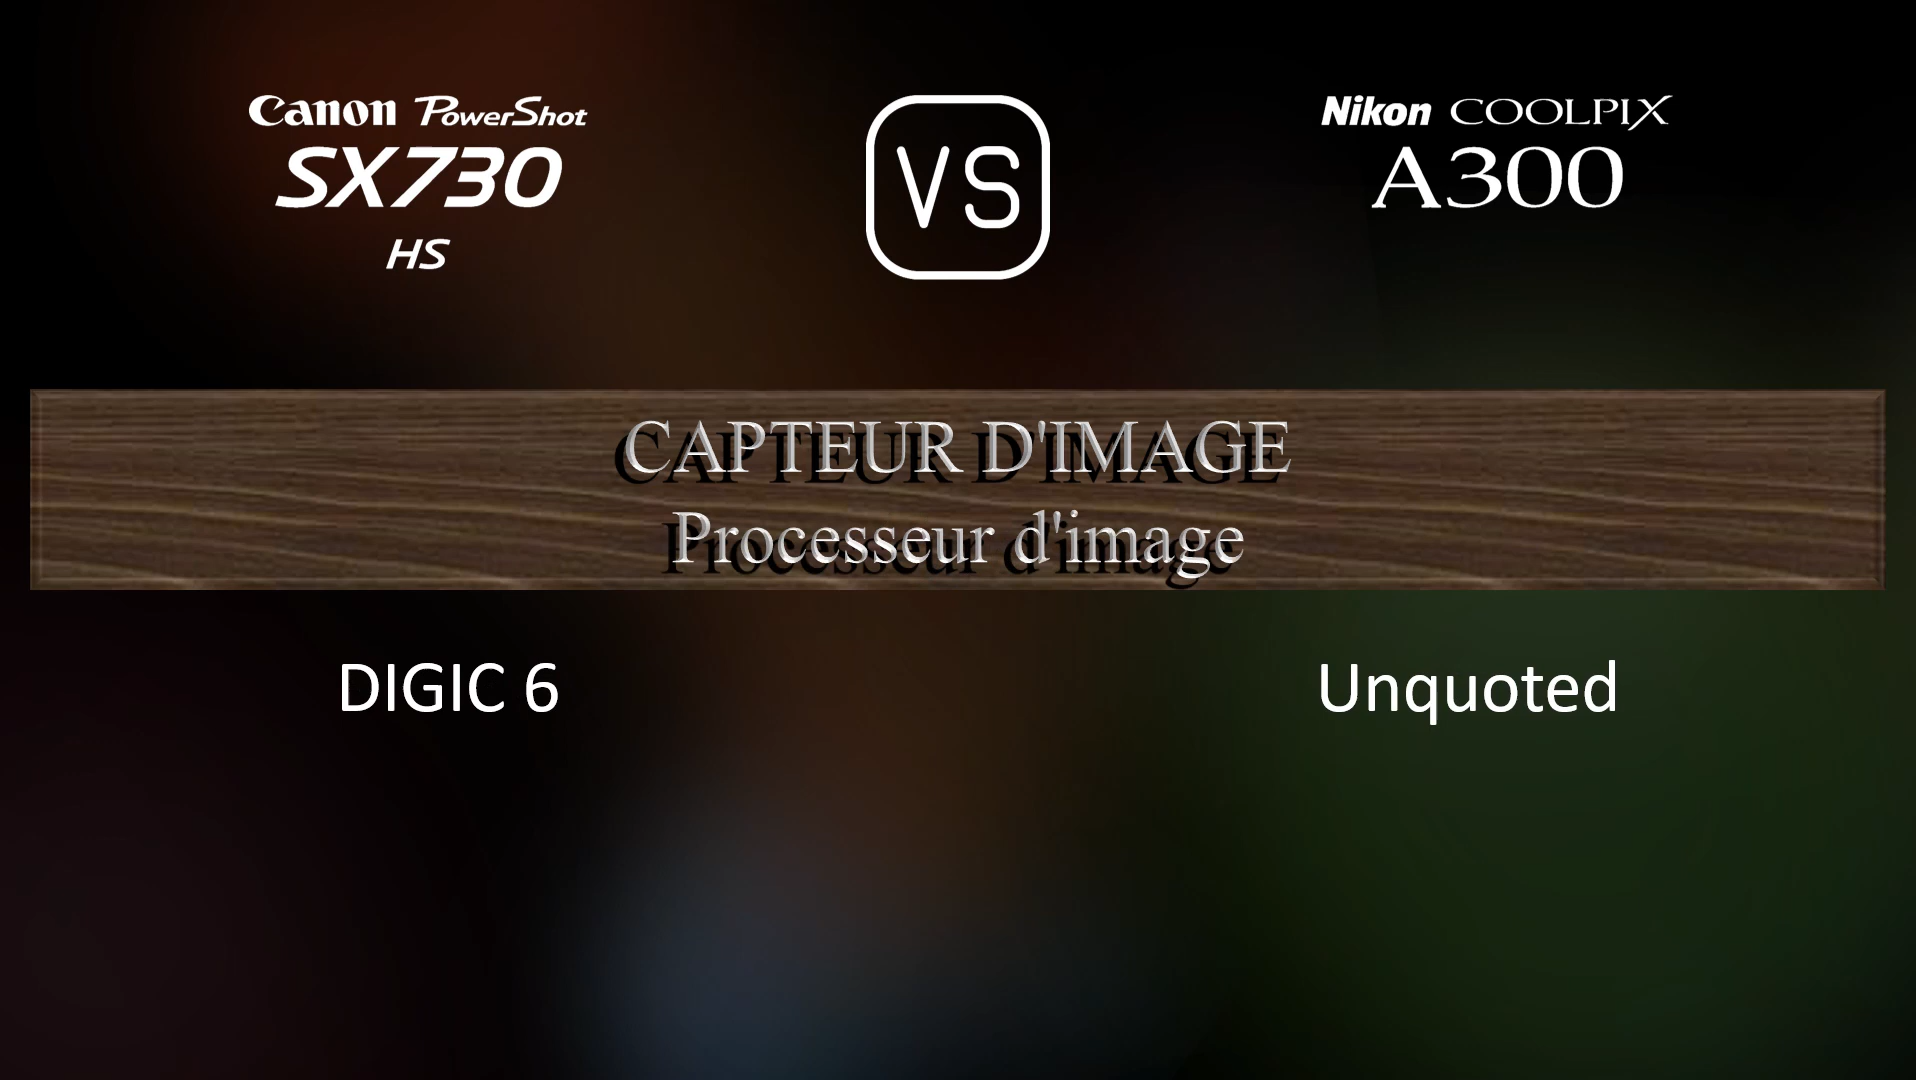 Canon PowerShot
SX730
HS
VS
Nikon COOLPIX
A300
CAPTEUR D'IMAGE
Processeur d'image
DIGIC 6
Unquoted